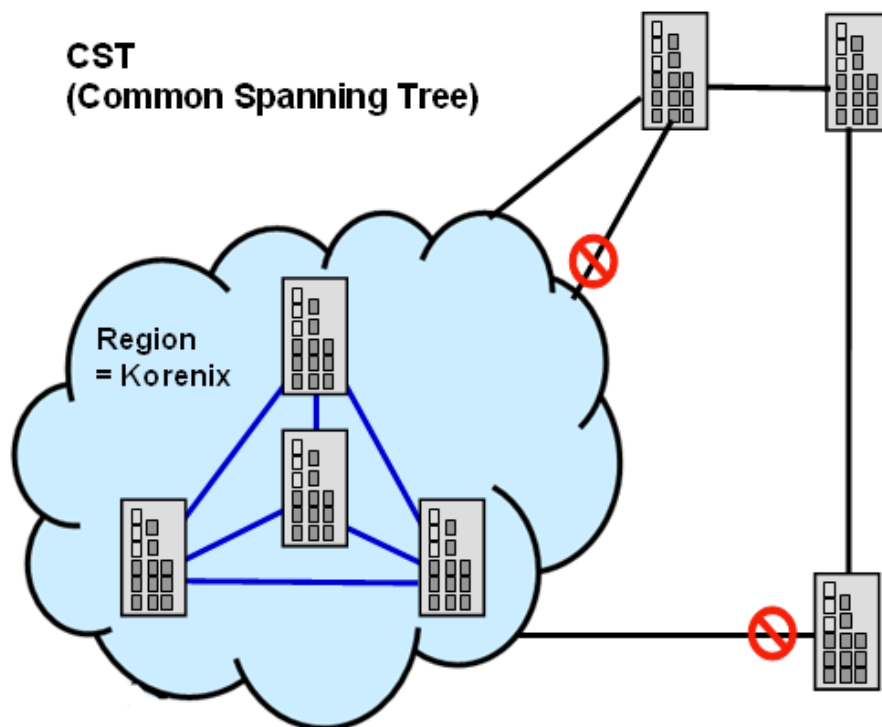 CST
(Common Spanning Tree)
Region
= Korenix